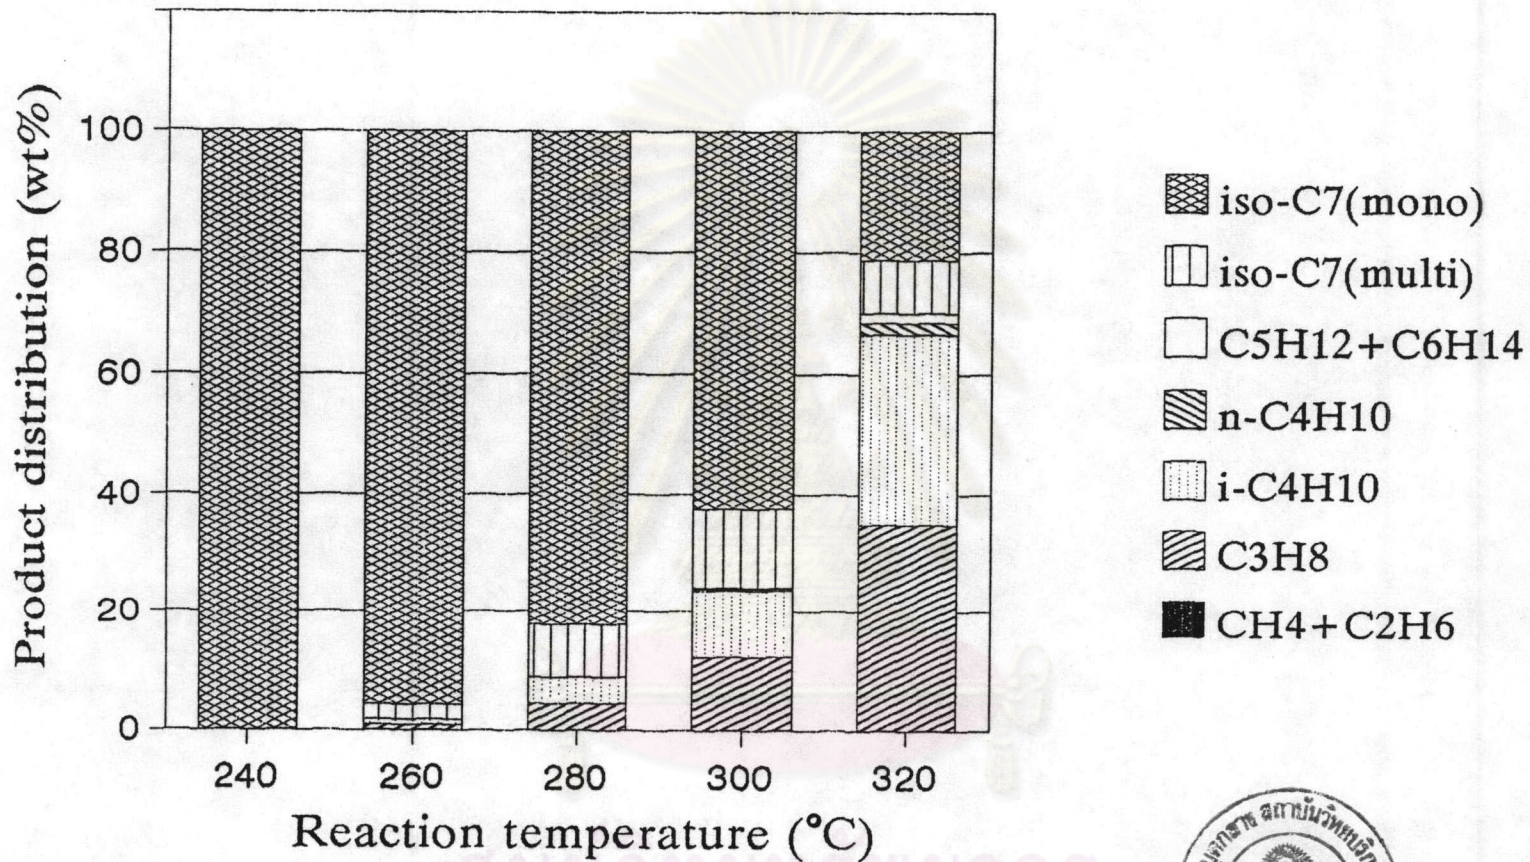 Product distribution (wt%)
100
80
60
40
20
0
240 260 280 300 320
Reaction temperature (°C)
iso-C7(mono)
iso-C7(multi)
C5H12+C6H14
n-C4H10
i-C4H10
C3H8
CH4+C2H6